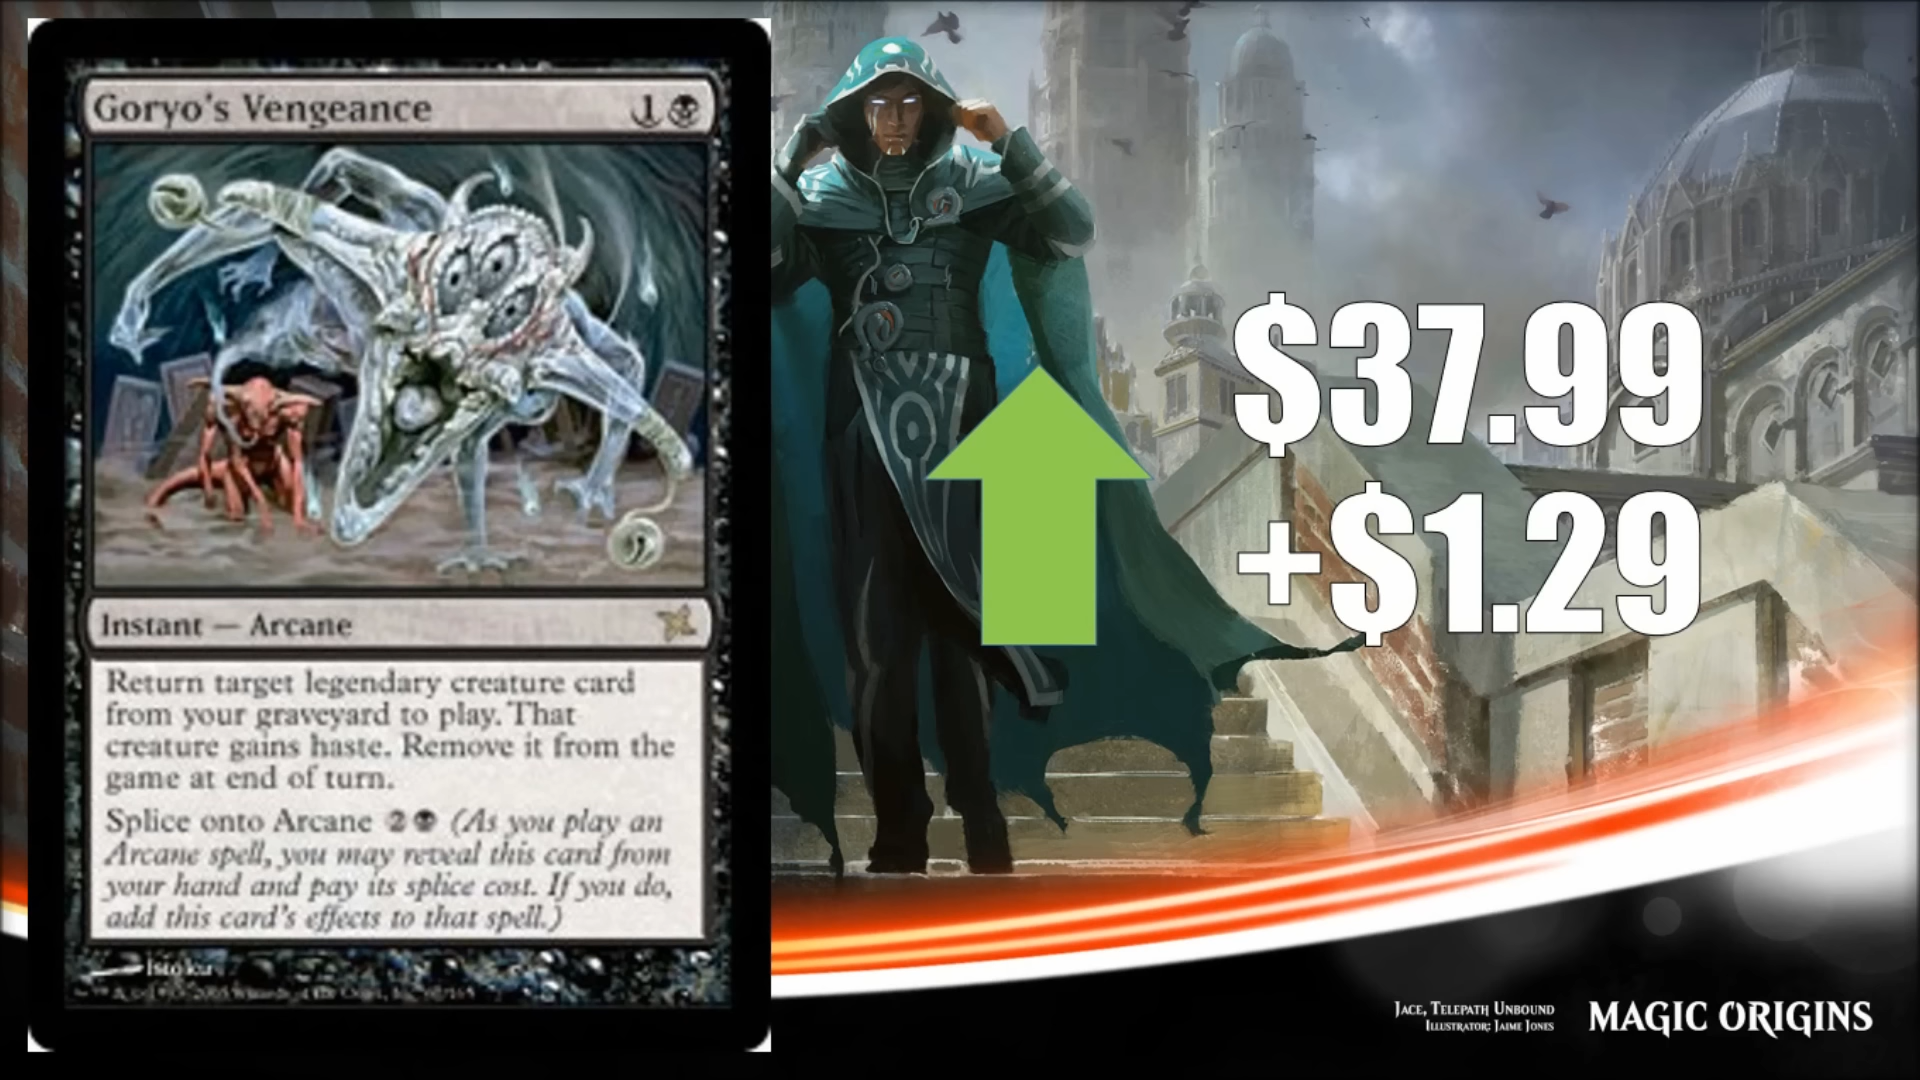 Goryo's Vengeance 1
Instant — Arcane
Return target legendary creature card
from your graveyard to play. That
creature gains haste. Remove it from the
game at end of turn.
Splice onto Arcane 2 (As you play an
Arcane spell, you may reveal this card from
your hand and pay its splice cost. If you do,
add this card's effects to that spell.)
$37.99
+$1.29
Jace, Telepath Unbound
Illustrator: Jaime Jones
MAGIC ORIGINS